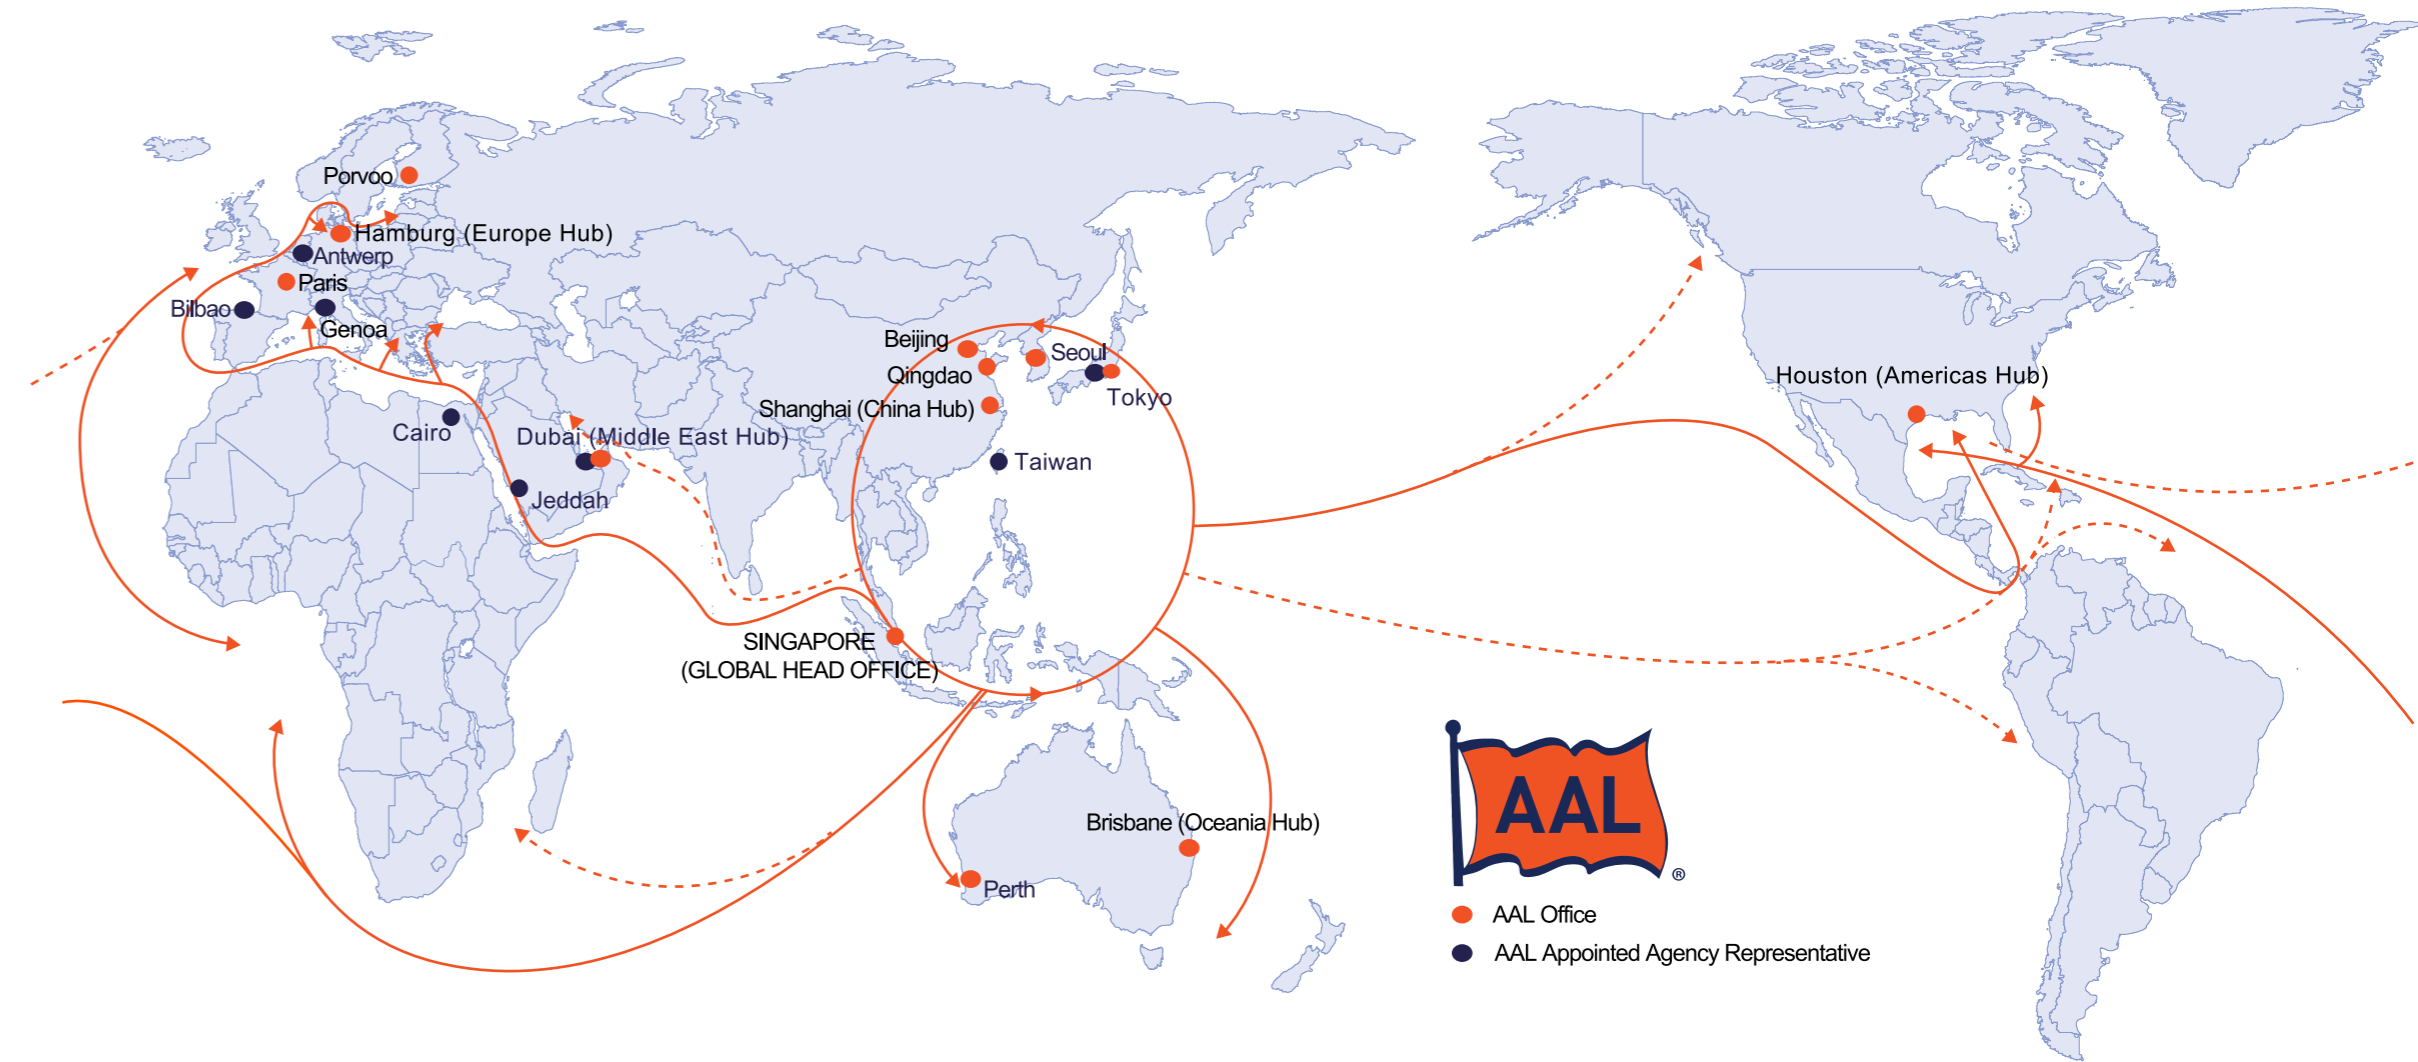 Porvoo
Hamburg (Europe Hub)
Antwerp
Paris
Bilbao
Genoa
Beijing
Seoul
Qingdao
Tokyo
Shanghai (China Hub)
Houston (Americas Hub)
Cairo
Dubai (Middle East Hub)
Taiwan
Jeddah
SINGAPORE
(GLOBAL HEAD OFFICE)
Brisbane (Oceania Hub)
Perth
AAL
®
AAL Office
AAL Appointed Agency Representative